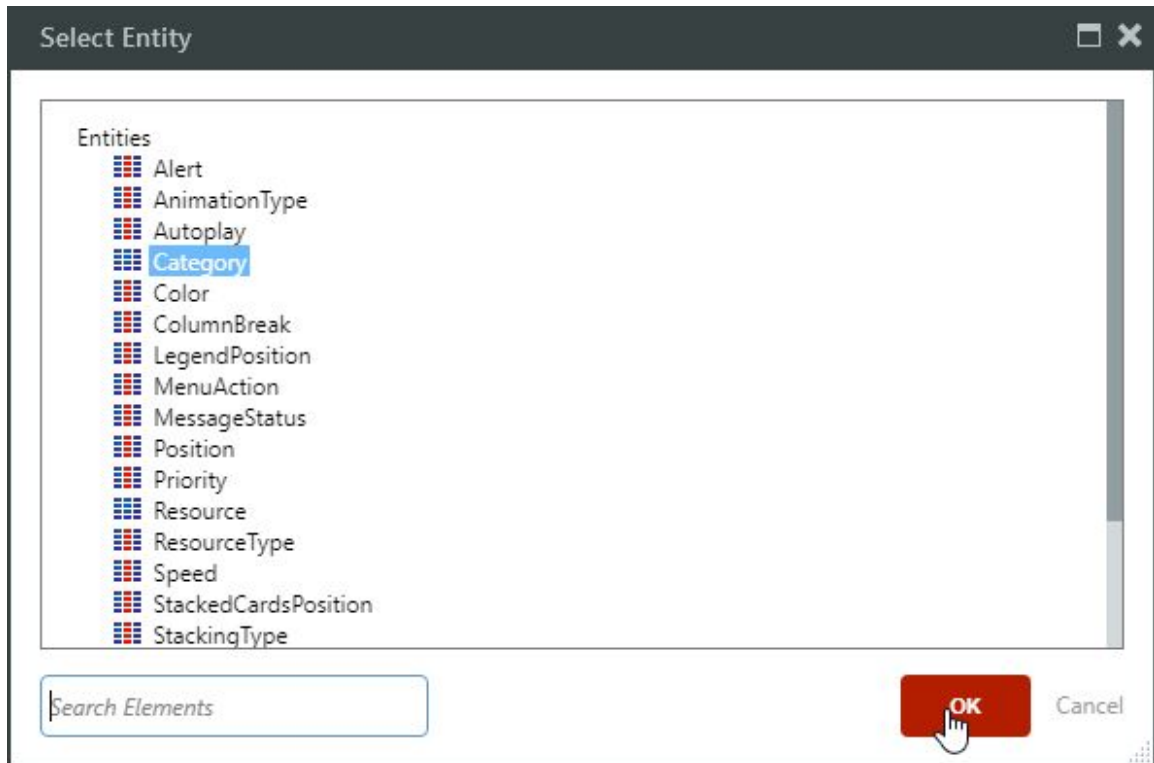 Select Entity
Entities
Alert
AnimationType
Autoplay
Category
Color
ColumnBreak
LegendPosition
MenuAction
MessageStatus
Position
Priority
Resource
ResourceType
Speed
StackedCardsPosition
StackingType
Search Elements
OK
Cancel